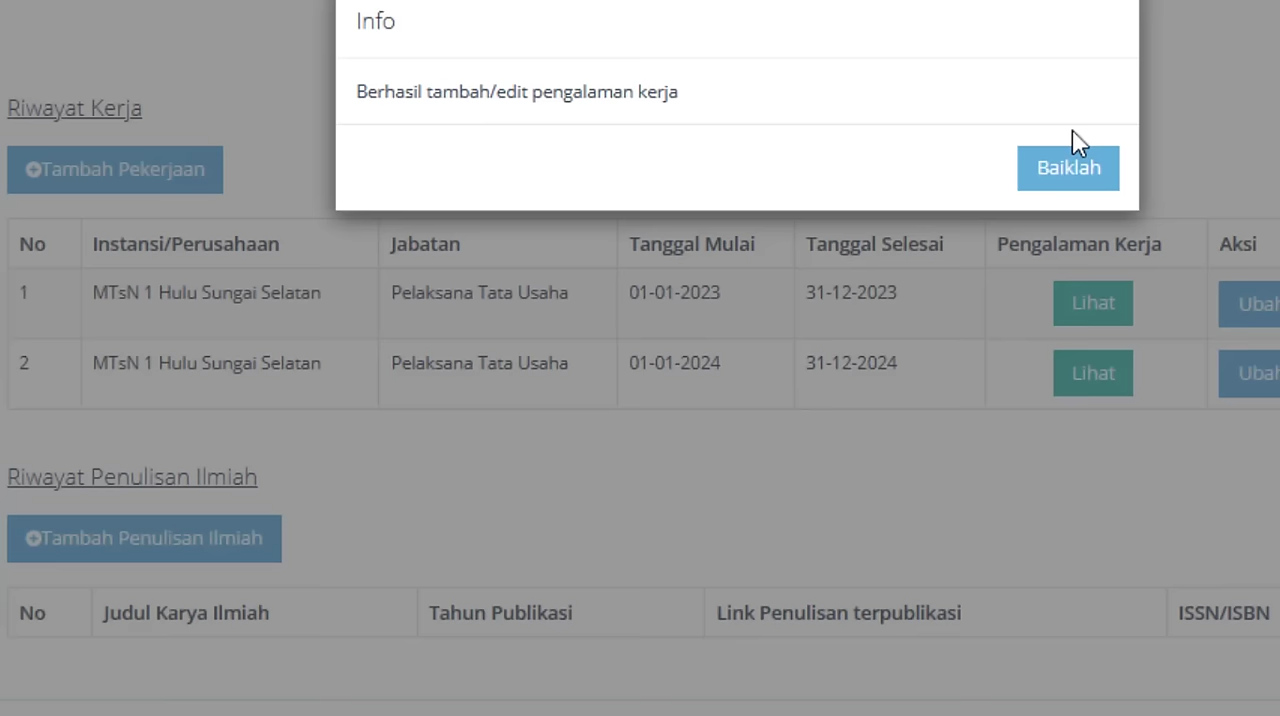 Info
Berhasil tambah/edit pengalaman kerja
Baiklah
Riwayat Kerja
Tambah Pekerjaan
No Instansi/Perusahaan Jabatan Tanggal Mulai Tanggal Selesai Pengalaman Kerja Aksi
1 MTsN 1 Hulu Sungai Selatan Pelaksana Tata Usaha 01-01-2023 31-12-2023 Lihat Ubah
2 MTsN 1 Hulu Sungai Selatan Pelaksana Tata Usaha 01-01-2024 31-12-2024 Lihat Ubah
Riwayat Penulisan Ilmiah
Tambah Penulisan Ilmiah
No Judul Karya Ilmiah Tahun Publikasi Link Penulisan terpublikasi ISSN/ISBN